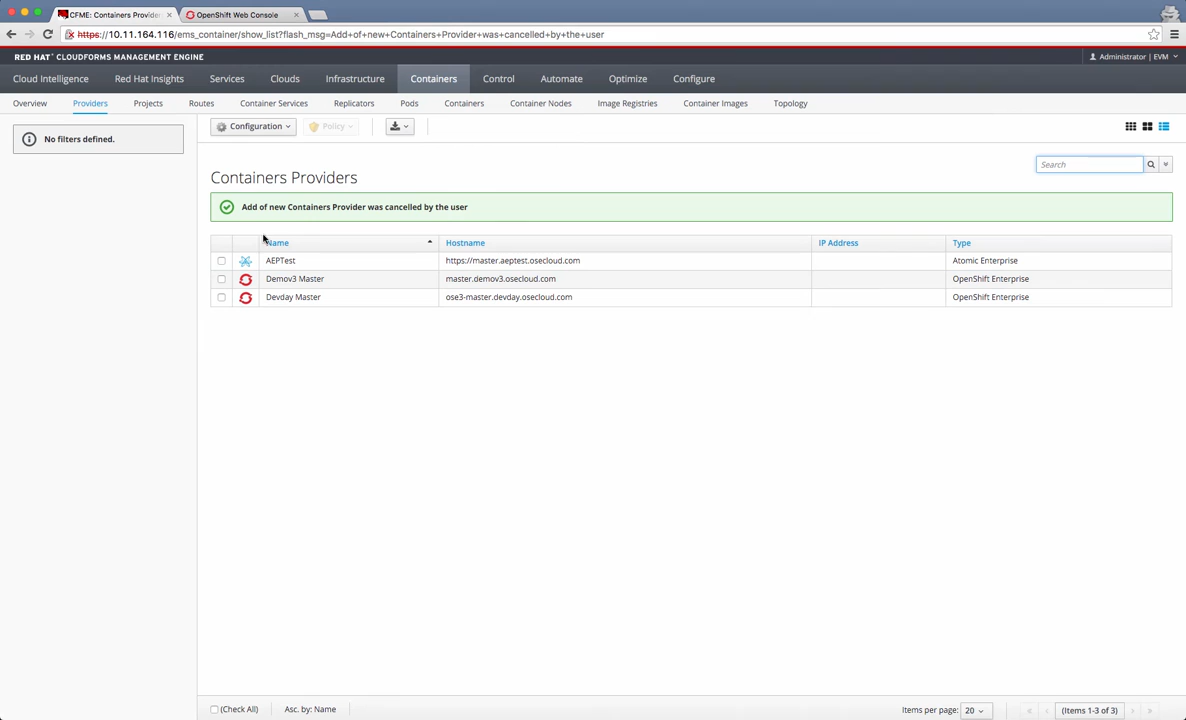 CFME: Containers Provider
OpenShift Web Console
https://10.11.164.116/ems_container/show_list?flash_msg=Add+of+new+Containers+Provider+was+cancelled+by+the+user
RED HAT CLOUDFORMS MANAGEMENT ENGINE
Administrator | EVM
Cloud Intelligence Red Hat Insights Services Clouds Infrastructure Containers Control Automate Optimize Configure
Overview Providers Projects Routes Container Services Replicators Pods Containers Container Nodes Image Registries Container Images Topology
No filters defined.
Configuration Policy
Search
Containers Providers
Add of new Containers Provider was cancelled by the user
Name Hostname IP Address Type
AEPTest https://master.aeptest.osecloud.com Atomic Enterprise
Demov3 Master master.demov3.osecloud.com OpenShift Enterprise
Devday Master ose3-master.devday.osecloud.com OpenShift Enterprise
(Check All) Asc. by: Name Items per page: 20 « ‹ (Items 1-3 of 3) › »